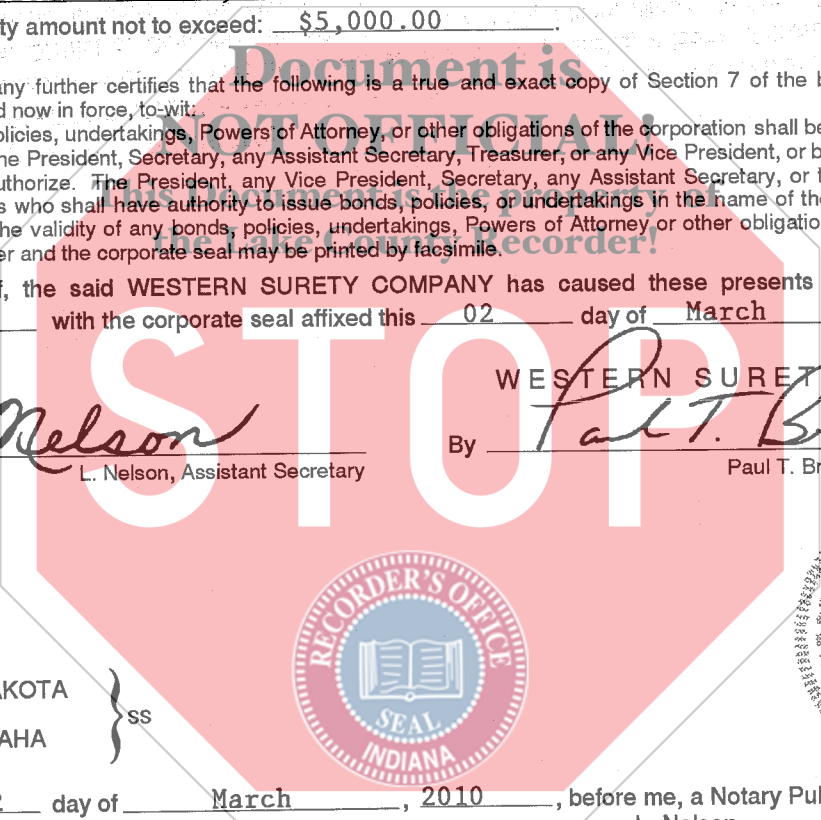 ty amount not to exceed: $5,000.00.
Document is
any further certifies that the following is a true and exact copy of Section 7 of the b
d now in force, to-wit:
NOT OFFICIAL!
olicies, undertakings, Powers of Attorney, or other obligations of the corporation shall be
he President, Secretary, any Assistant Secretary, Treasurer, or any Vice President, or b
uthorize. The President, any Vice President, Secretary, any Assistant Secretary, or
This Document is the property of
s who shall have authority to issue bonds, policies, or undertakings in the name of the
he validity of any bonds, policies, undertakings, Powers of Attorney or other obligatio
the Lake County Recorder!
er and the corporate seal may be printed by facsimile.
f, the said WESTERN SURETY COMPANY has caused these presents
with the corporate seal affixed this 02 day of March
STOP
WESTERN SURET
Nelson
By Paul T. B
L. Nelson, Assistant Secretary
Paul T. Br
RECORDER'S OFFICE
SEAL
INDIANA
AKOTA
SS
AHA
day of March, 2010, before me, a Notary Pul
L. Nelson